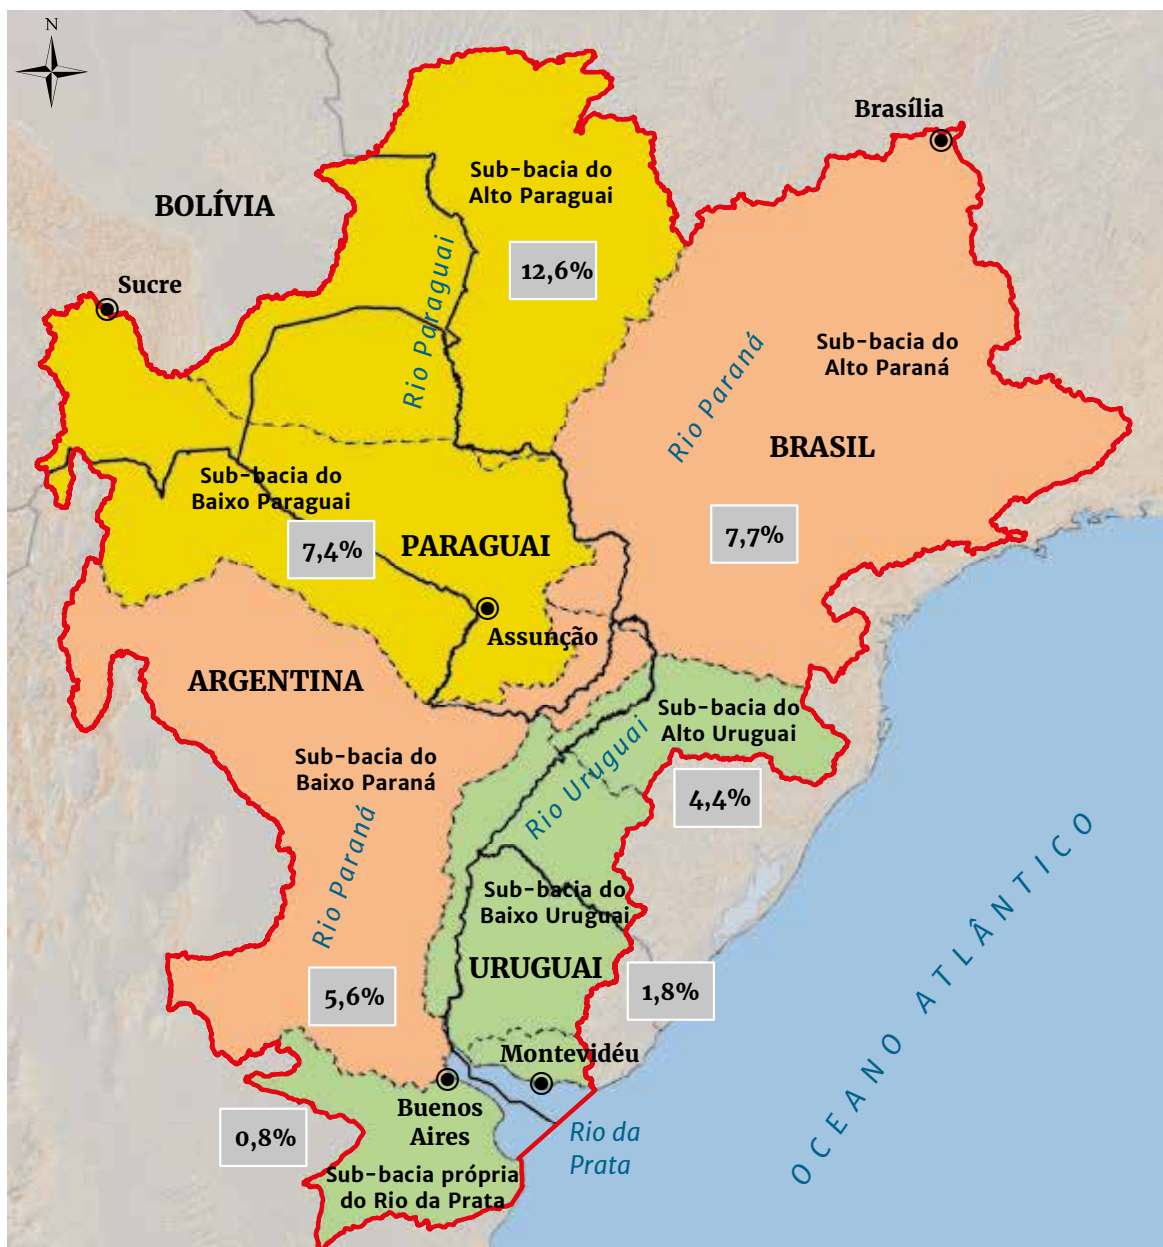 N
Brasília
Sub-bacia do
Alto Paraguai
BOLÍVIA
12,6%
Rio Paraguai
Sucre
Rio Paraná
Sub-bacia do
Alto Paraná
BRASIL
Sub-bacia do
Baixo Paraguai
7,4%
PARAGUAI
7,7%
Assunção
ARGENTINA
Sub-bacia do
Alto Uruguai
Sub-bacia do
Baixo Paraná
Rio Uruguai
4,4%
Rio Paraná
Sub-bacia do
Baixo Uruguai
URUGUAI
5,6%
1,8%
OCEANO ATLÂNTICO
Montevidéu
Buenos
Aires
0,8%
Rio da
Prata
Sub-bacia própria
do Rio da Prata